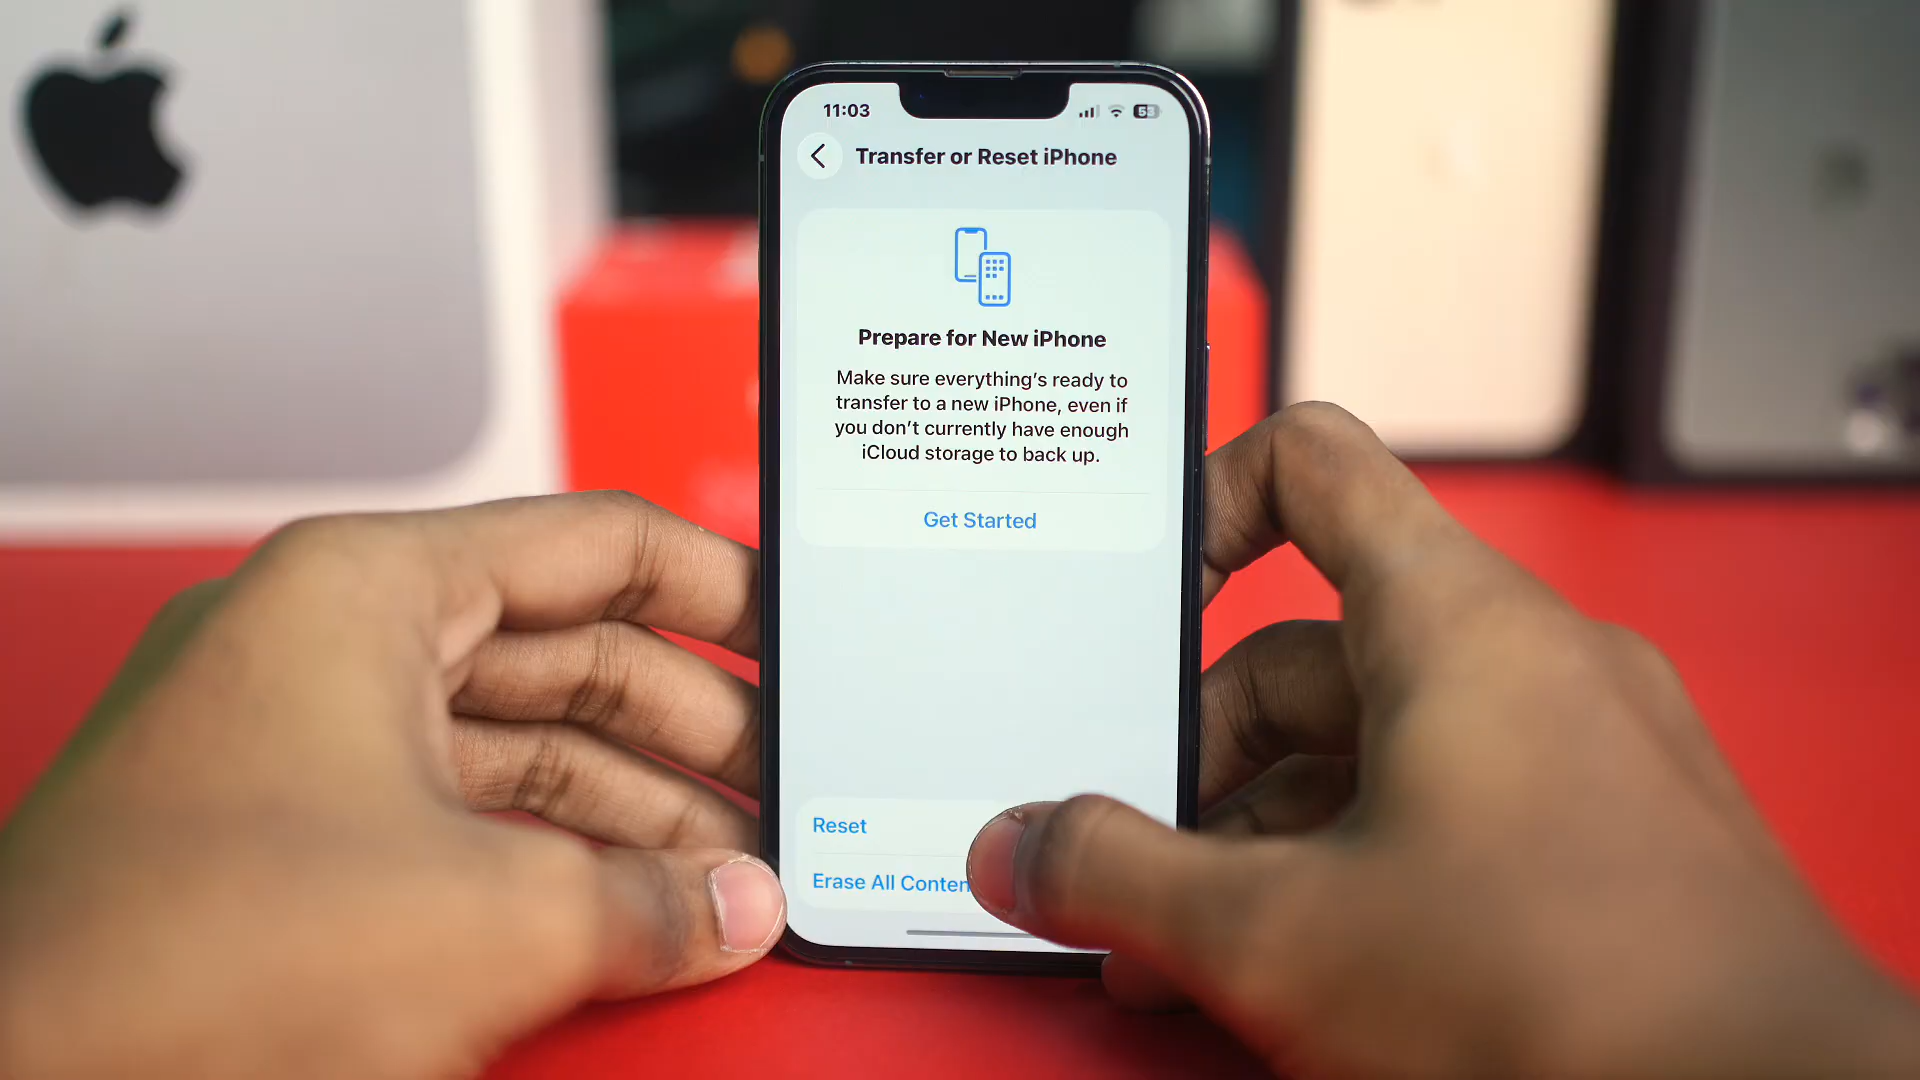 11:03
53
Transfer or Reset iPhone
Prepare for New iPhone
Make sure everything's ready to
transfer to a new iPhone, even if
you don't currently have enough
iCloud storage to back up.
Get Started
Reset
Erase All Conten